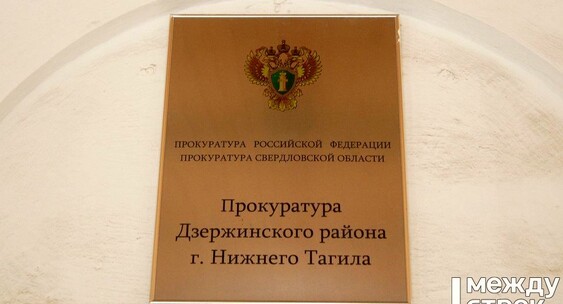 ПРОКУРАТУРА РОССИЙСКОЙ ФЕДЕРАЦИИ
ПРОКУРАТУРА СВЕРДЛОВСКОЙ ОБЛАСТИ
Прокуратура
Дзержинского района
г. Нижнего Тагила
МЕЖДУ
СТРОК